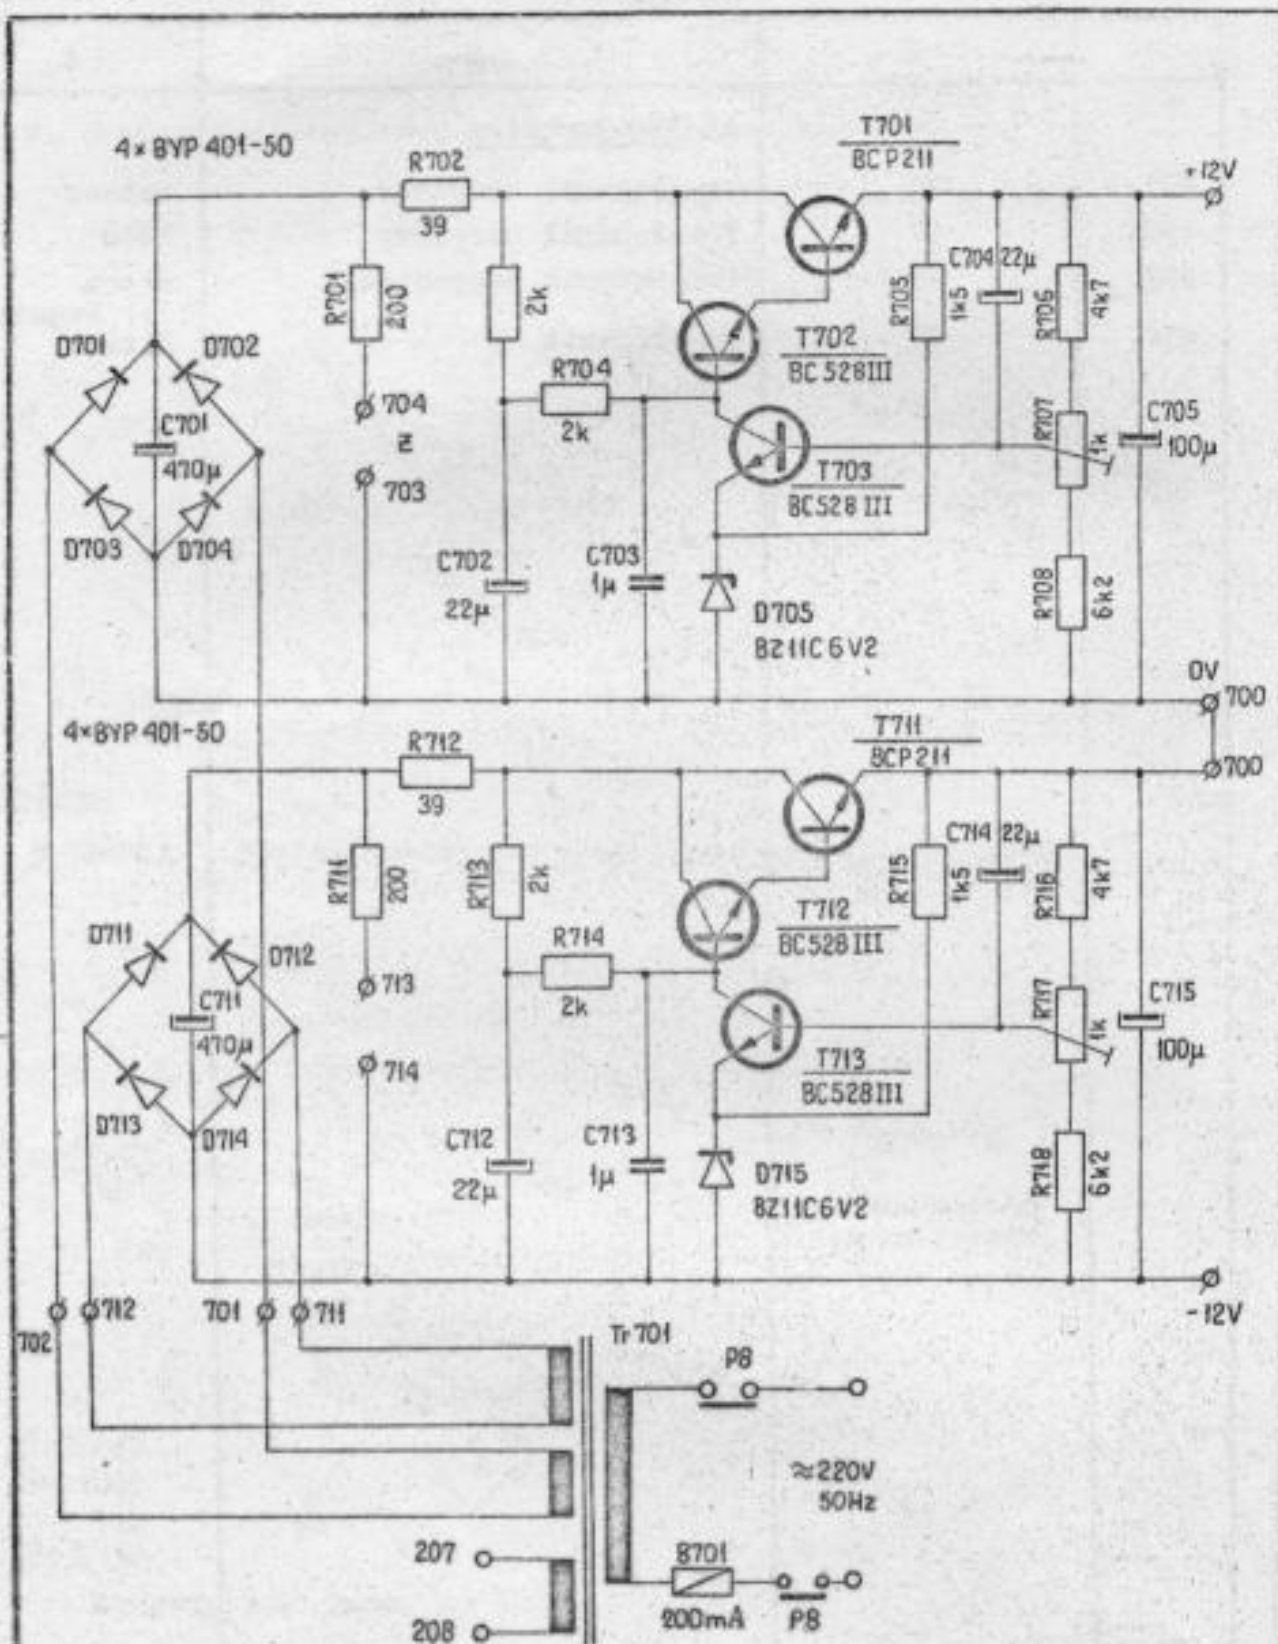 4×BYP 401-50
T701
BCP211
R702
39
+12V
R701
200
2k
R705
1k5
C704 22μ
R706
4k7
D701
D702
T702
BC 528III
R704
2k
704
703
C701
470μ
R707
1k
C705
100μ
T703
BC528 III
D703
D704
C702
22μ
C703
1μ
D705
BZ11C6V2
R708
6k2
0V
700
4×BYP 401-50
R712
39
T711
BCP211
700
R711
200
R713
2k
R715
1k5
C714 22μ
R716
4k7
D711
D712
T712
BC528III
R714
2k
713
C711
470μ
R717
1k
C715
100μ
714
T713
BC528III
D713
D714
C712
22μ
C713
1μ
D715
BZ11C6V2
R718
6k2
702
712
701
711
-12V
Tr 701
P8
≈220V
50Hz
207
B701
200mA
P8
208